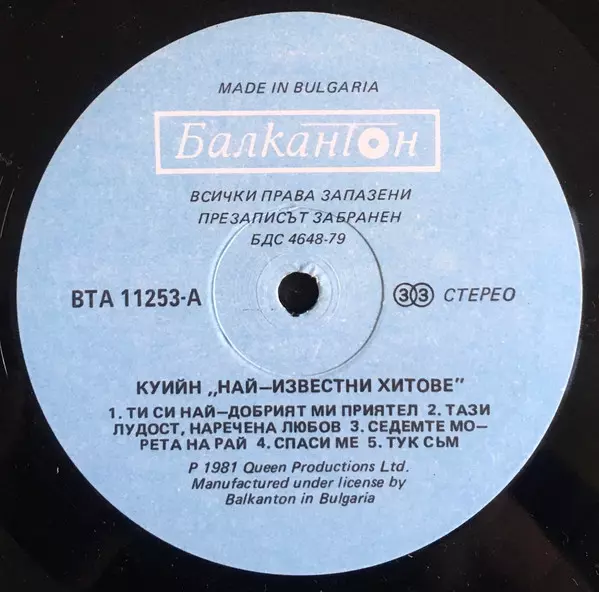 MADE IN BULGARIA
Балкантон
ВСИЧКИ ПРАВА ЗАПАЗЕНИ
ПРЕЗАПИСЪТ ЗАБРАНЕН
БДС 4648-79
ВТА 11253-А
33 СТЕРЕО
КУИЙН „НАЙ—ИЗВЕСТНИ ХИТОВЕ”
1. ТИ СИ НАЙ—ДОБРИЯТ МИ ПРИЯТЕЛ 2. ТАЗИ
ЛУДОСТ, НАРЕЧЕНА ЛЮБОВ 3. СЕДЕМТЕ МО-
РЕТА НА РАЙ 4. СПАСИ МЕ 5. ТУК СЪМ
P 1981 Queen Productions Ltd.
Manufactured under license by
Balkanton in Bulgaria